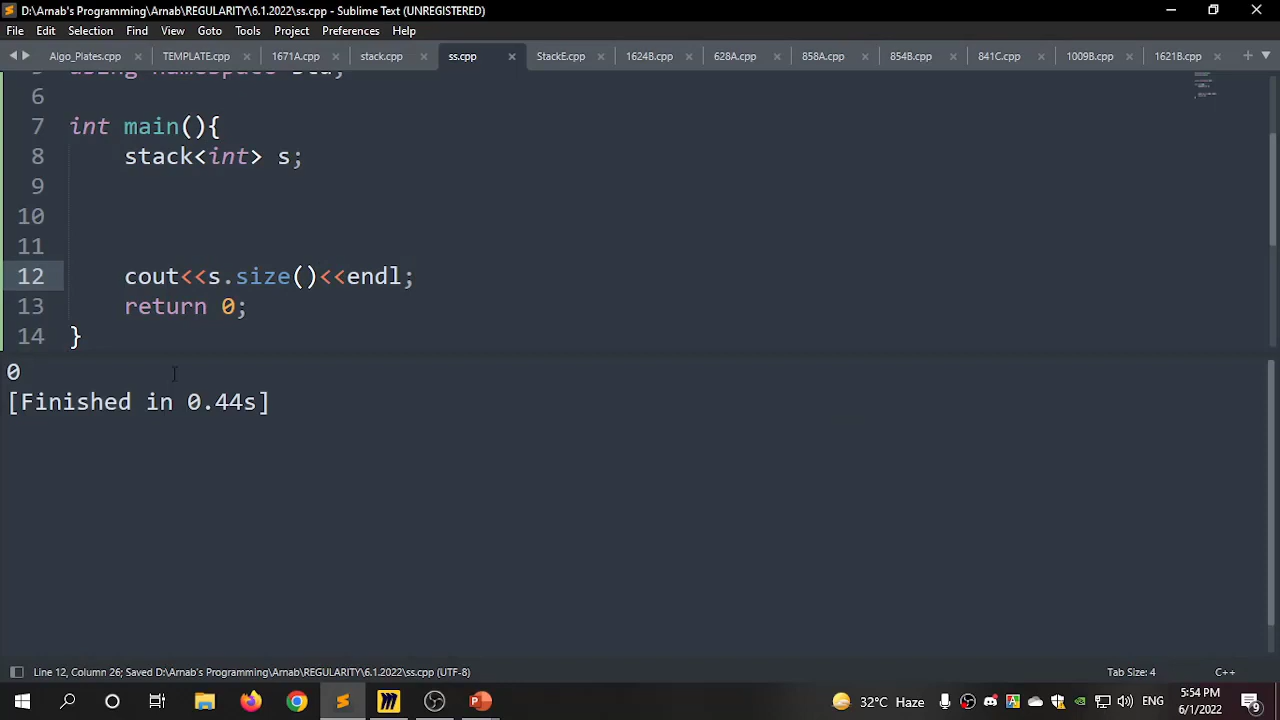 D:\Arnab's Programming\Arnab\REGULARITY\6.1.2022\ss.cpp - Sublime Text (UNREGISTERED)
File Edit Selection Find View Goto Tools Project Preferences Help
Algo_Plates.cpp TEMPLATE.cpp 1671A.cpp stack.cpp ss.cpp StackE.cpp 1624B.cpp 628A.cpp 858A.cpp 854B.cpp 841C.cpp 1009B.cpp 1621B.cpp
5 using namespace std;
6
7 int main(){
8 stack<int> s;
9
10
11
12 cout<<s.size()<<endl;
13 return 0;
14 }
0
[Finished in 0.44s]
Line 12, Column 26; Saved D:\Arnab's Programming\Arnab\REGULARITY\6.1.2022\ss.cpp (UTF-8) Tab Size: 4 C++
32°C Haze ENG 5:54 PM
6/1/2022 9